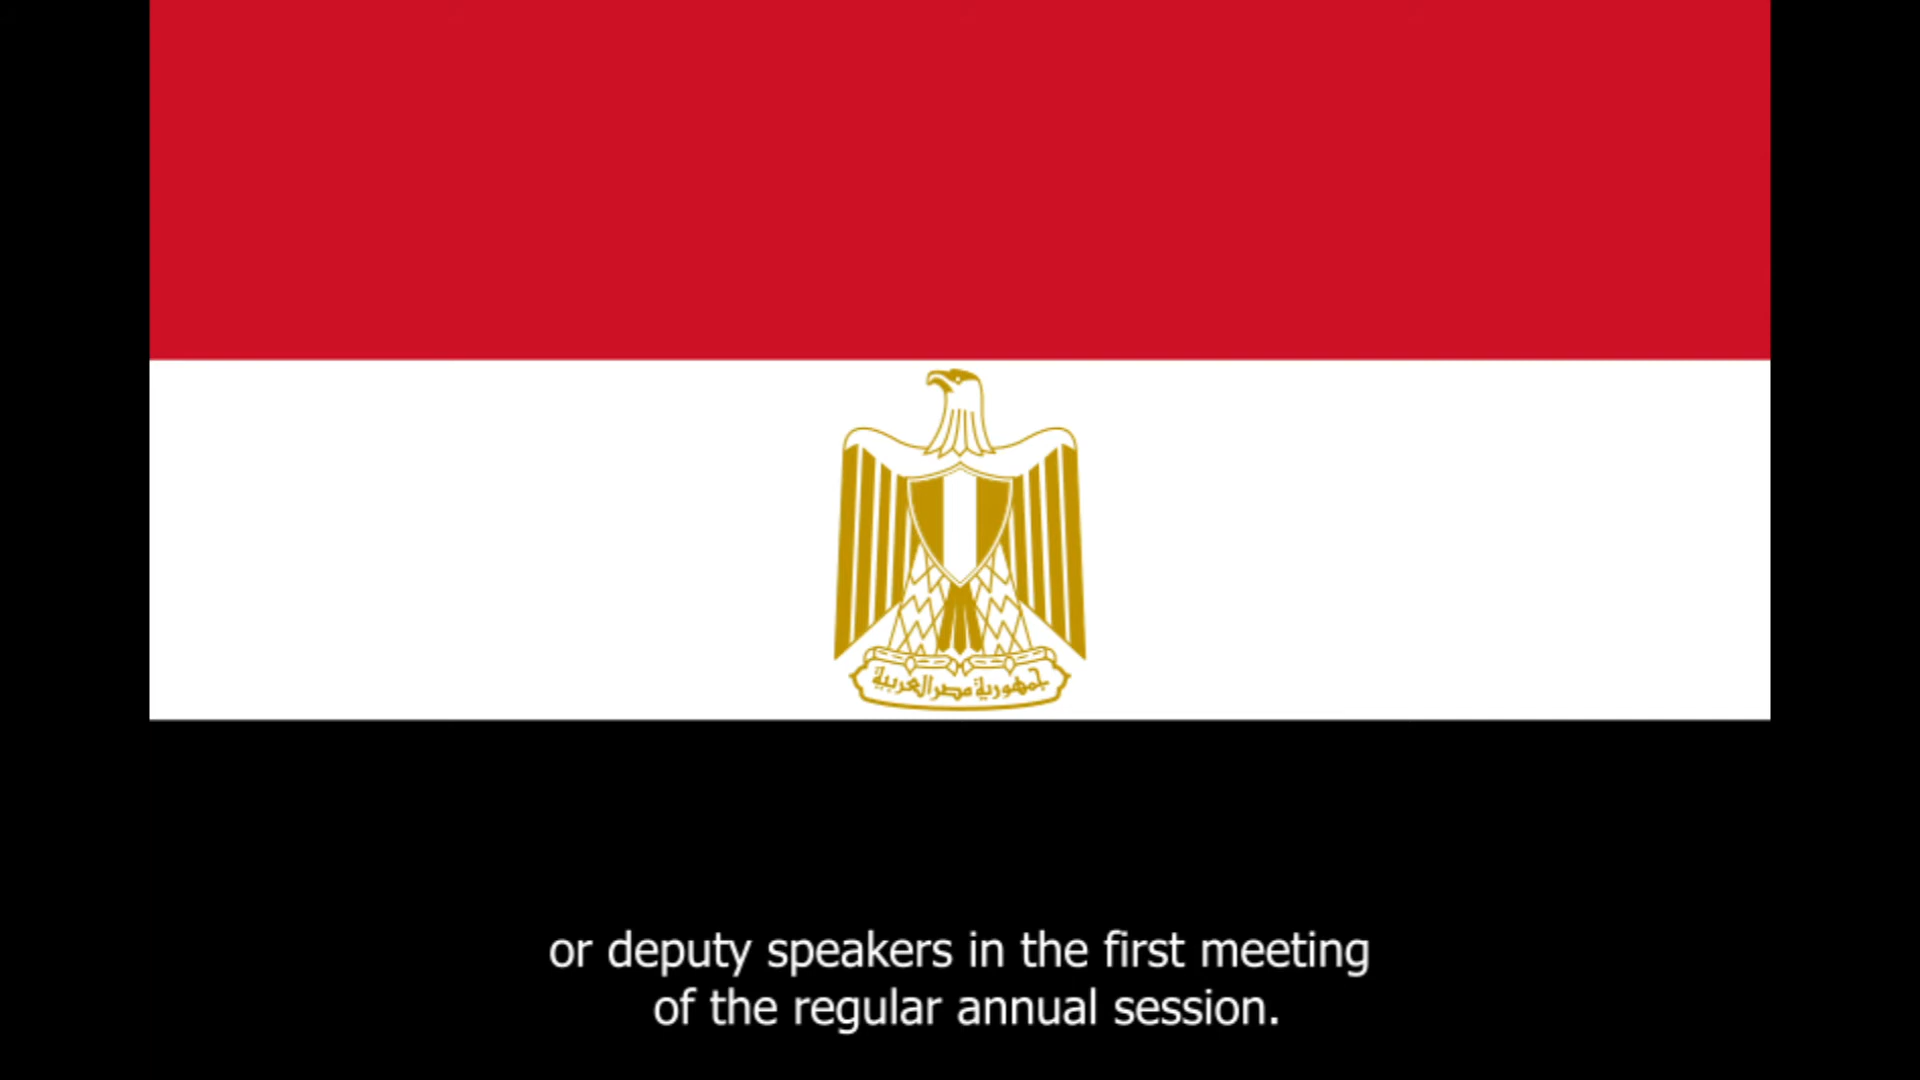 جمهورية مصر العربية
or deputy speakers in the first meeting
of the regular annual session.